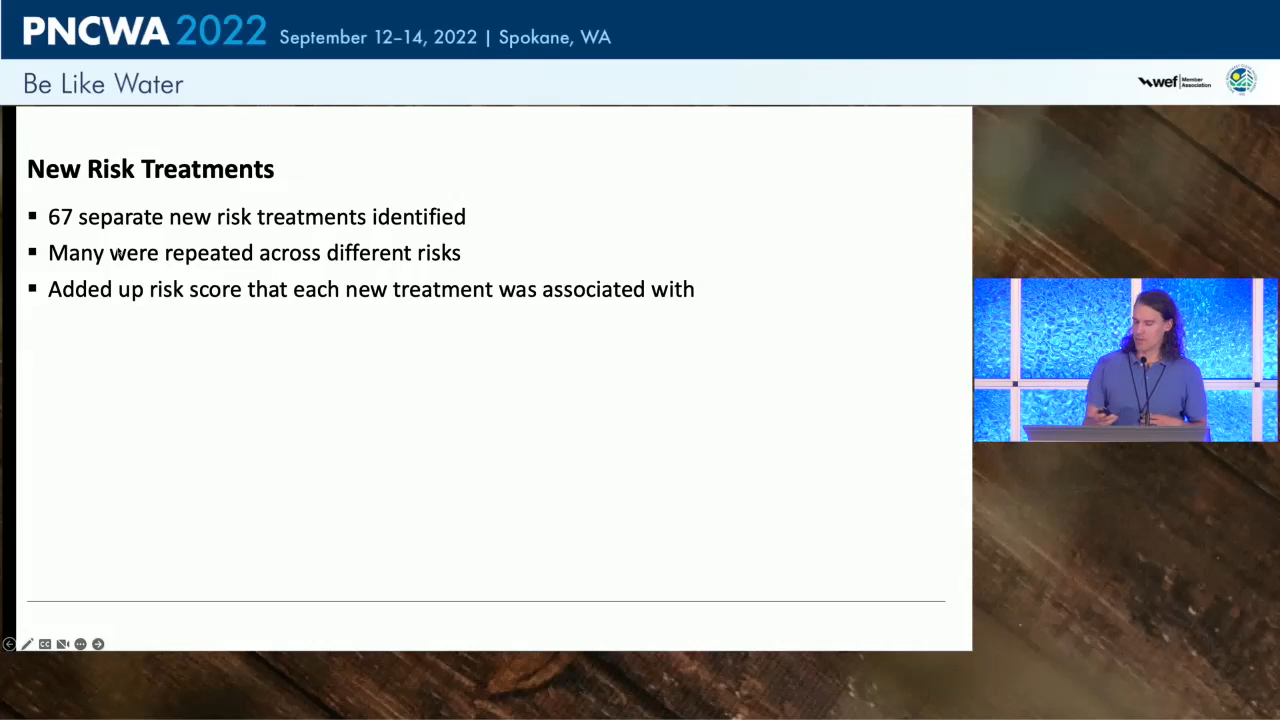 PNCWA 2022 September 12–14, 2022 | Spokane, WA
Be Like Water
wef Member Association
New Risk Treatments
▪ 67 separate new risk treatments identified
▪ Many were repeated across different risks
▪ Added up risk score that each new treatment was associated with
CC